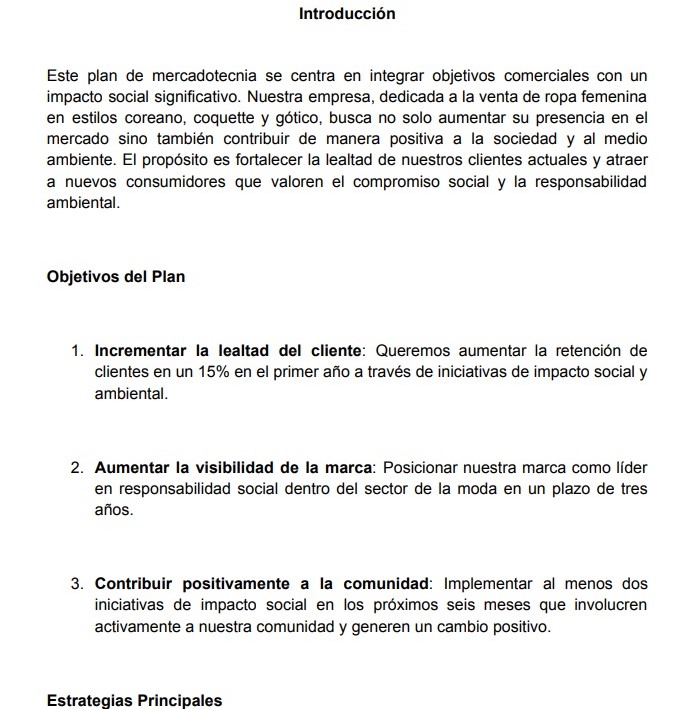 Introducción
Este plan de mercadotecnia se centra en integrar objetivos comerciales con un
impacto social significativo. Nuestra empresa, dedicada a la venta de ropa femenina
en estilos coreano, coquette y gótico, busca no solo aumentar su presencia en el
mercado sino también contribuir de manera positiva a la sociedad y al medio
ambiente. El propósito es fortalecer la lealtad de nuestros clientes actuales y atraer
a nuevos consumidores que valoren el compromiso social y la responsabilidad
ambiental.
Objetivos del Plan
1. Incrementar la lealtad del cliente: Queremos aumentar la retención de
clientes en un 15% en el primer año a través de iniciativas de impacto social y
ambiental.
2. Aumentar la visibilidad de la marca: Posicionar nuestra marca como líder
en responsabilidad social dentro del sector de la moda en un plazo de tres
años.
3. Contribuir positivamente a la comunidad: Implementar al menos dos
iniciativas de impacto social en los próximos seis meses que involucren
activamente a nuestra comunidad y generen un cambio positivo.
Estrategias Principales